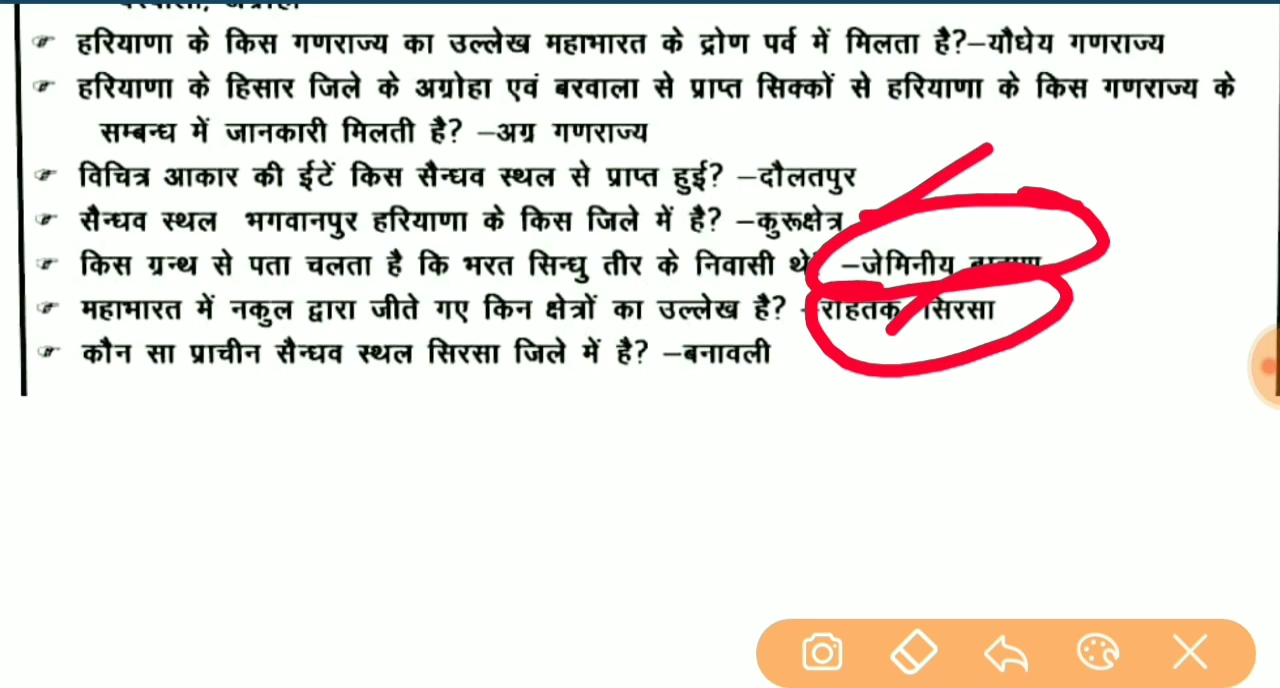 ☞ हरियाणा के किस गणराज्य का उल्लेख महाभारत के द्रोण पर्व में मिलता है?–यौधेय गणराज्य
☞ हरियाणा के हिसार जिले के अग्रोहा एवं बरवाला से प्राप्त सिक्कों से हरियाणा के किस गणराज्य के
सम्बन्ध में जानकारी मिलती है? –अग्र गणराज्य
☞ विचित्र आकार की ईटें किस सैन्धव स्थल से प्राप्त हुई? –दौलतपुर
☞ सैन्धव स्थल भगवानपुर हरियाणा के किस जिले में है? –कुरूक्षेत्र
☞ किस ग्रन्थ से पता चलता है कि भरत सिन्धु तीर के निवासी थे? –जेमिनीय
☞ महाभारत में नकुल द्वारा जीते गए किन क्षेत्रों का उल्लेख है? –रोहतक, सिरसा
☞ कौन सा प्राचीन सैन्धव स्थल सिरसा जिले में है? –बनावली